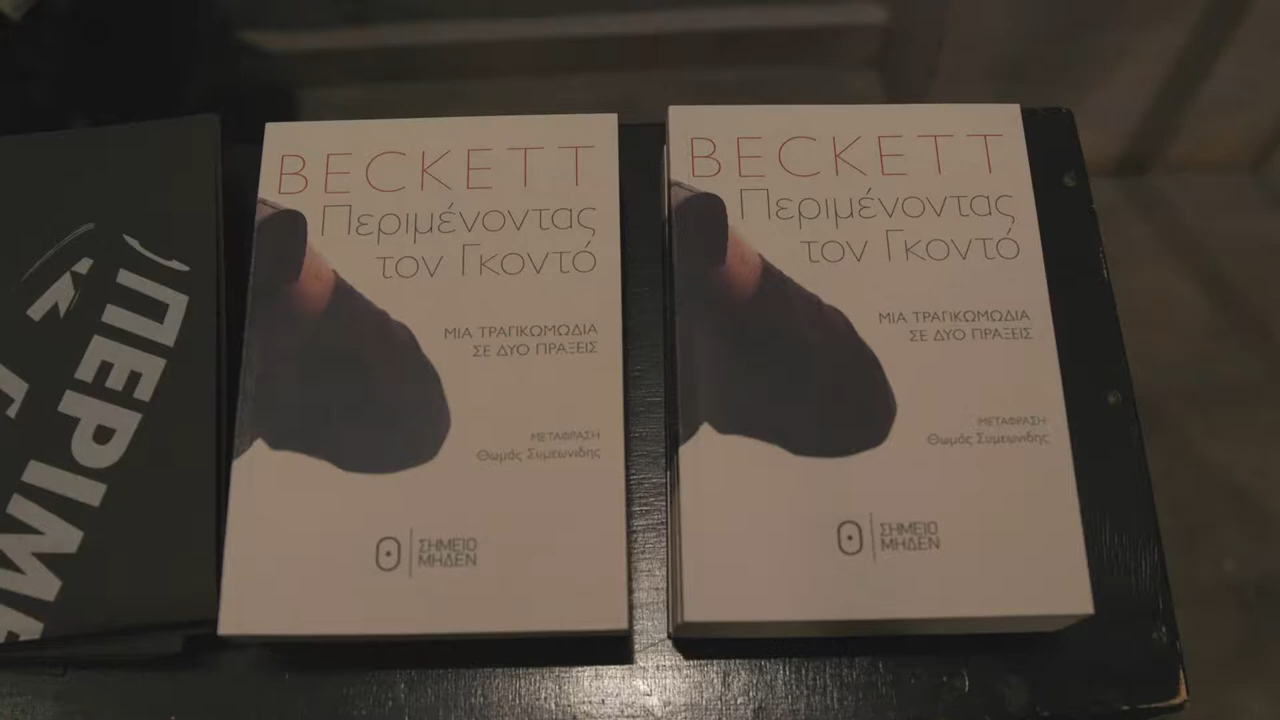 ΠΕΡΙΜΕ
BECKETT
Περιμένοντας
τον Γκοντό
ΜΙΑ ΤΡΑΓΙΚΩΜΩΔΙΑ
ΣΕ ΔΥΟ ΠΡΑΞΕΙΣ
ΜΕΤΑΦΡΑΣΗ
Θωμάς Συμεωνίδης
ΣΗΜΕΙΟ
ΜΗΔΕΝ
BECKETT
Περιμένοντας
τον Γκοντό
ΜΙΑ ΤΡΑΓΙΚΩΜΩΔΙΑ
ΣΕ ΔΥΟ ΠΡΑΞΕΙΣ
ΜΕΤΑΦΡΑΣΗ
Θωμάς Συμεωνίδης
ΣΗΜΕΙΟ
ΜΗΔΕΝ